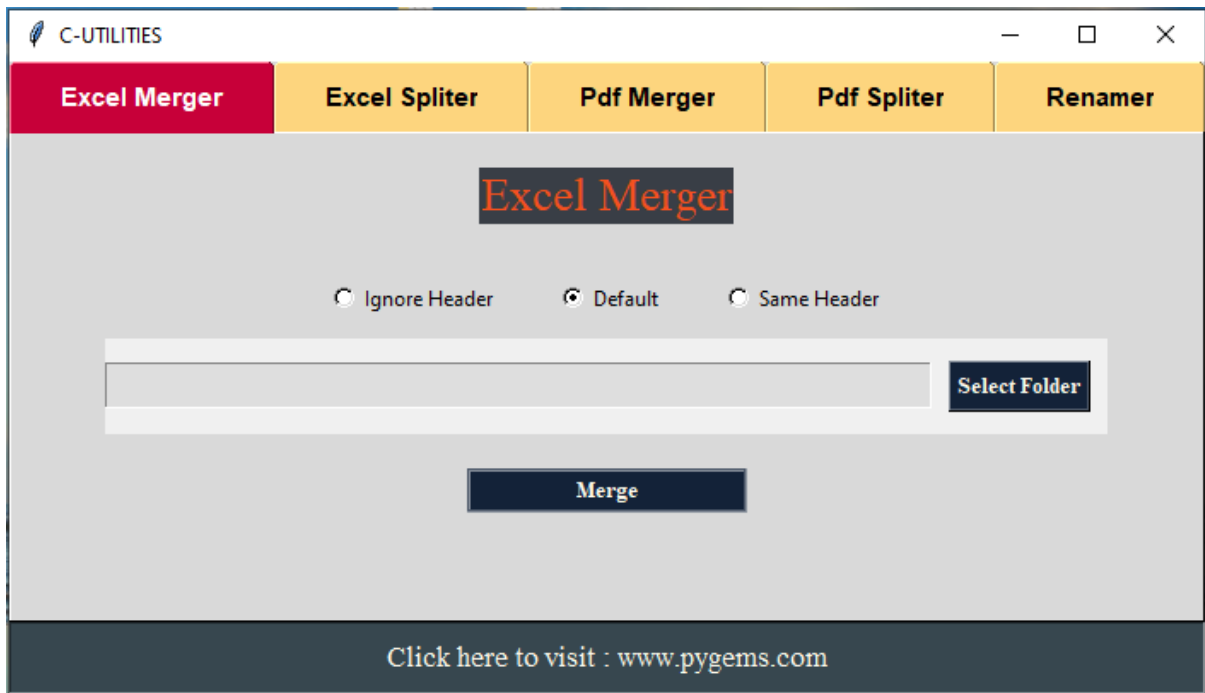 C-UTILITIES
Excel Merger Excel Spliter Pdf Merger Pdf Spliter Renamer
Excel Merger
Ignore Header Default Same Header
Select Folder
Merge
Click here to visit : www.pygems.com